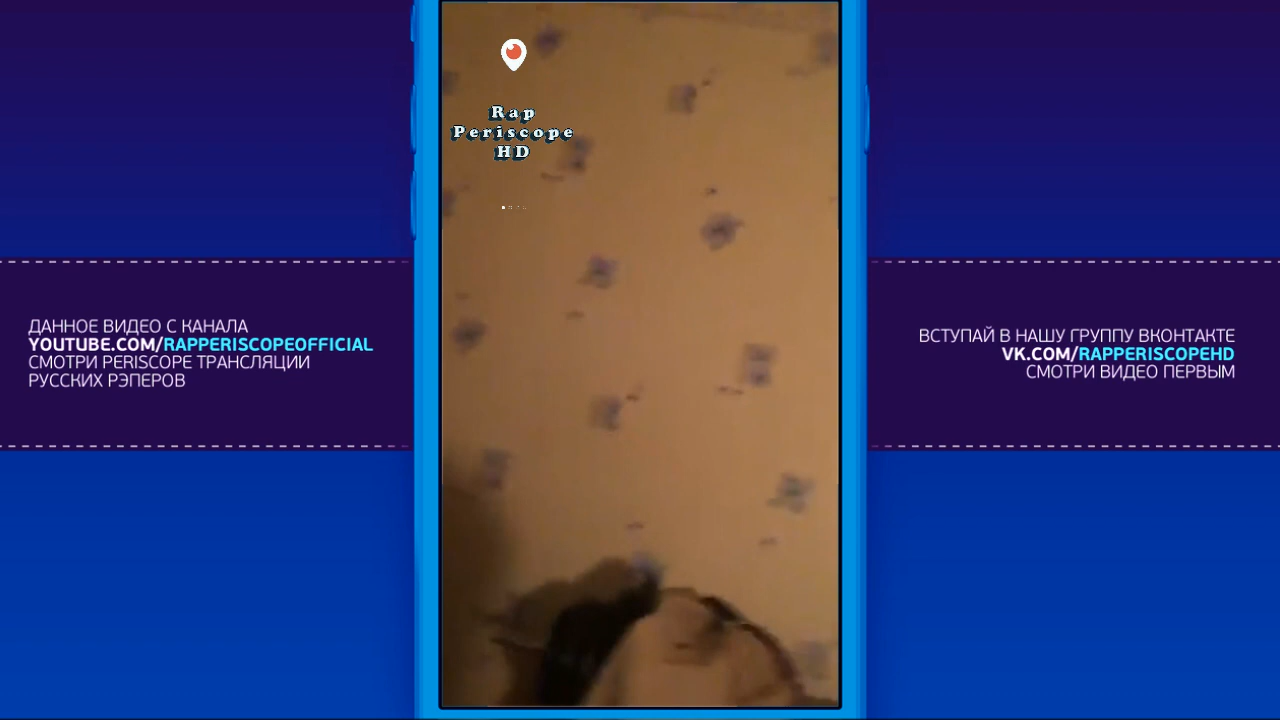 Rap
Periscope
HD
ДАННОЕ ВИДЕО С КАНАЛА
YOUTUBE.COM/RAPPERISCOPEOFFICIAL
СМОТРИ PERISCOPE ТРАНСЛЯЦИИ
РУССКИХ РЭПЕРОВ
ВСТУПАЙ В НАШУ ГРУППУ ВКОНТАКТЕ
VK.COM/RAPPERISCOPEHD
СМОТРИ ВИДЕО ПЕРВЫМ